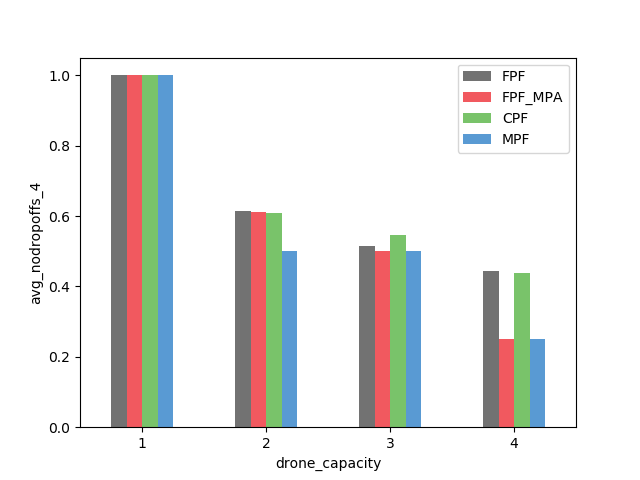 1.0
0.8
0.6
0.4
0.2
0.0
avg_nodropoffs_4
1 2 3 4
drone_capacity
FPF
FPF_MPA
CPF
MPF